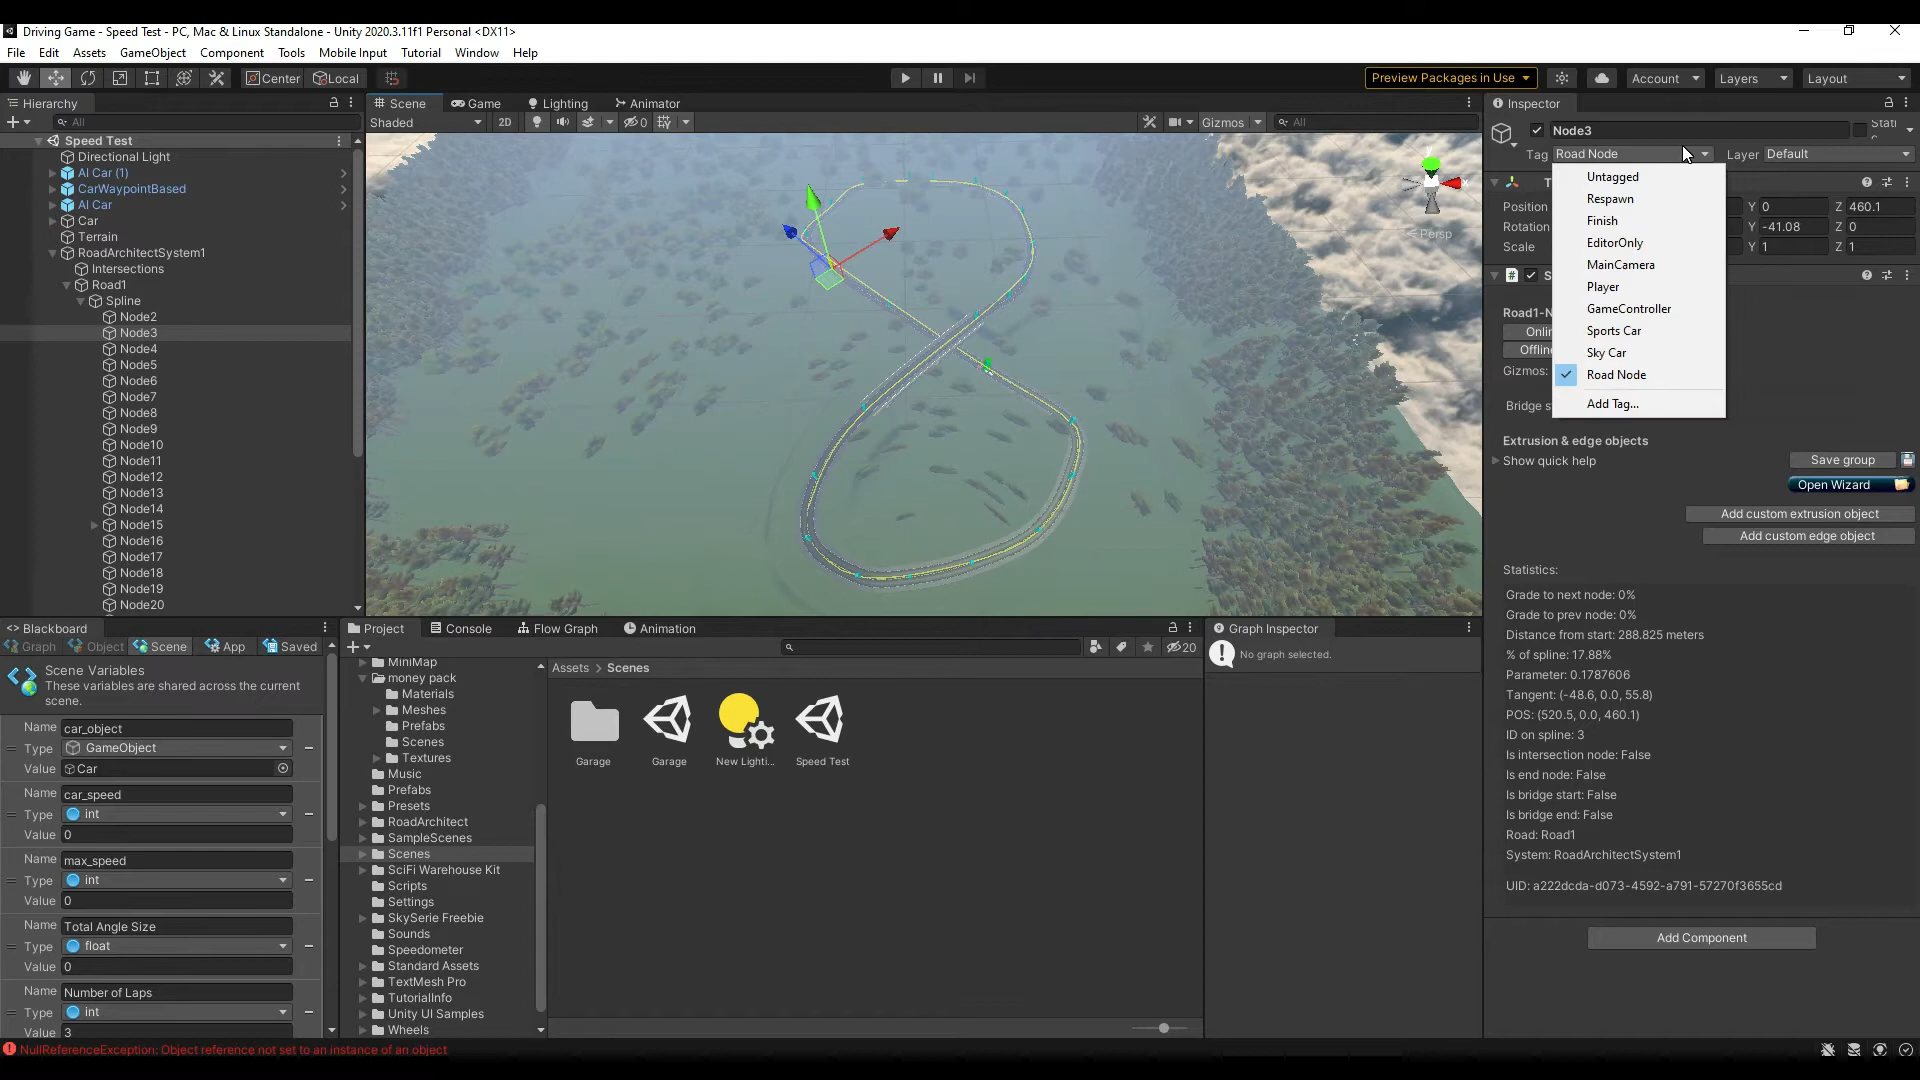 Driving Game - Speed Test - PC, Mac & Linux Standalone - Unity 2020.3.11f1 Personal <DX11>
File Edit Assets GameObject Component Tools Mobile Input Tutorial Window Help
Center Local
Preview Packages in Use
Account
Layers
Layout
Hierarchy
All
Speed Test
Directional Light
AI Car (1)
CarWaypointBased
AI Car
Car
Terrain
RoadArchitectSystem1
Intersections
Road1
Spline
Node2
Node3
Node4
Node5
Node6
Node7
Node8
Node9
Node10
Node11
Node12
Node13
Node14
Node15
Node16
Node17
Node18
Node19
Node20
Scene Game Lighting Animator
Shaded 2D 0 Gizmos All
y
x
Persp
Inspector
Node3
Tag Road Node Layer Default
Untagged
Respawn
Finish
EditorOnly
MainCamera
Player
GameController
Sports Car
Sky Car
Road Node
Add Tag...
Position Y 0 Z 460.1
Rotation Y -41.08 Z 0
Scale Y 1 Z 1
Road1-N
Onlin
Offlin
Gizmos:
Bridge s
Extrusion & edge objects
Show quick help
Save group
Open Wizard
Add custom extrusion object
Add custom edge object
Statistics:
Grade to next node: 0%
Grade to prev node: 0%
Distance from start: 288.825 meters
% of spline: 17.88%
Parameter: 0.1787606
Tangent: (-48.6, 0.0, 55.8)
POS: (520.5, 0.0, 460.1)
ID on spline: 3
Is intersection node: False
Is end node: False
Is bridge start: False
Is bridge end: False
Road: Road1
System: RoadArchitectSystem1
UID: a222dcda-d073-4592-a791-57270f3655cd
Add Component
Blackboard
Graph Object Scene App Saved
Scene Variables
These variables are shared across the current
scene.
Name car_object
Type GameObject
Value Car
Name car_speed
Type int
Value 0
Name max_speed
Type int
Value 0
Name Total Angle Size
Type float
Value 0
Name Number of Laps
Type int
Value 3
Project Console Flow Graph Animation
20
MiniMap
money pack
Materials
Meshes
Prefabs
Scenes
Textures
Music
Prefabs
Presets
RoadArchitect
SampleScenes
Scenes
SciFi Warehouse Kit
Scripts
Settings
SkySerie Freebie
Sounds
Speedometer
Standard Assets
TextMesh Pro
TutorialInfo
Unity UI Samples
Wheels
Assets > Scenes
Garage
Garage
New Lighti...
Speed Test
Graph Inspector
No graph selected.
NullReferenceException: Object reference not set to an instance of an object